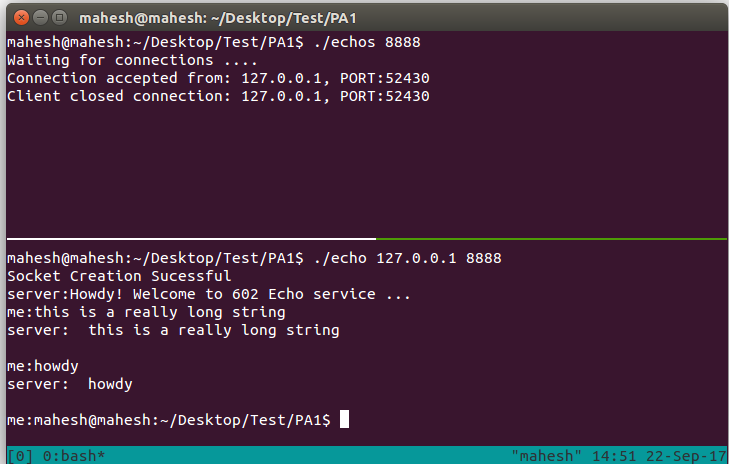 mahesh@mahesh: ~/Desktop/Test/PA1
mahesh@mahesh:~/Desktop/Test/PA1$ ./echos 8888
Waiting for connections ....
Connection accepted from: 127.0.0.1, PORT:52430
Client closed connection: 127.0.0.1, PORT:52430
mahesh@mahesh:~/Desktop/Test/PA1$ ./echo 127.0.0.1 8888
Socket Creation Sucessful
server:Howdy! Welcome to 602 Echo service ...
me:this is a really long string
server:  this is a really long string
me:howdy
server:  howdy
me:mahesh@mahesh:~/Desktop/Test/PA1$
[0] 0:bash* "mahesh" 14:51 22-Sep-17